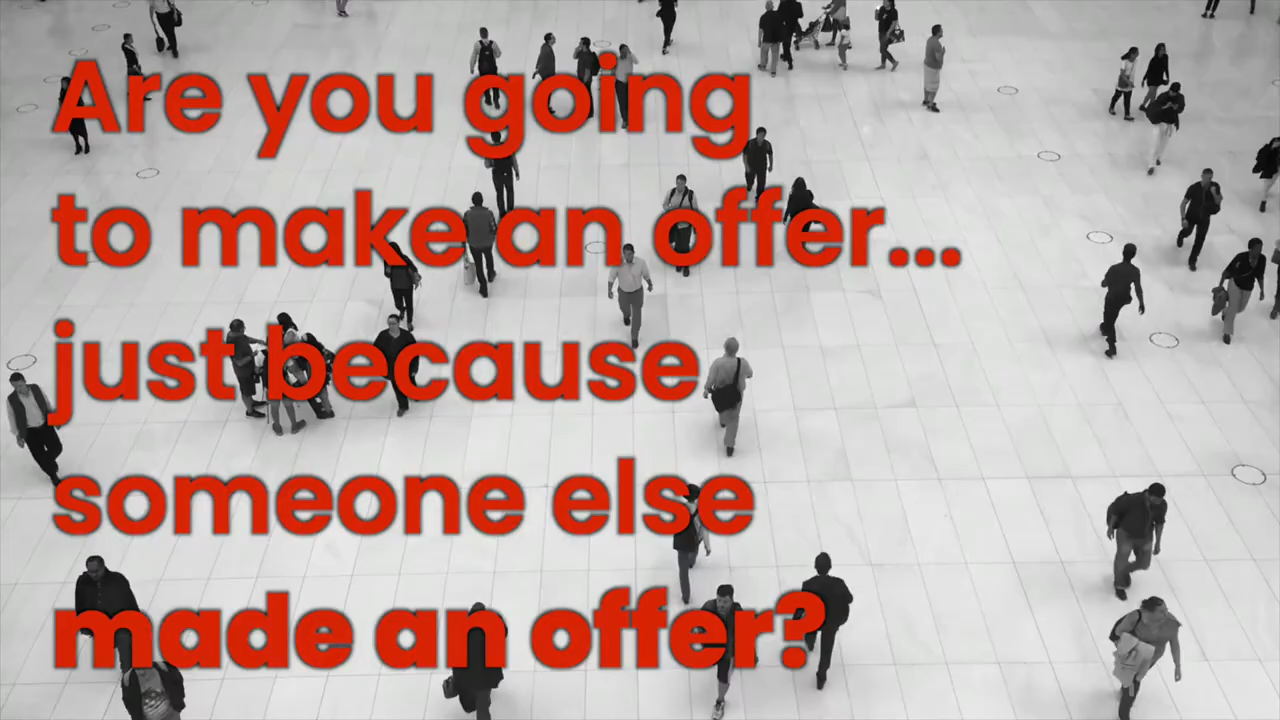 Are you going
to make an offer...
just because
someone else
made an offer?